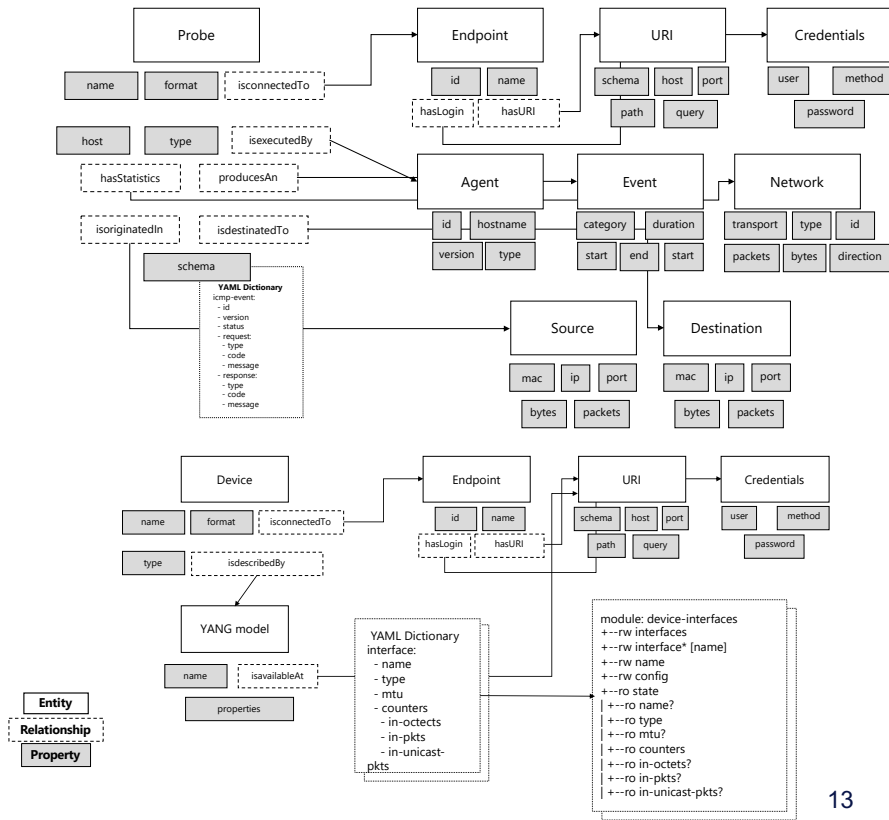 Probe
Endpoint
URI
Credentials
name format isconnectedTo
id name
schema host port
user method
hasLogin hasURI
path query
password
host type isexecutedBy
hasStatistics producesAn
Agent
Event
Network
id hostname
category duration
transport type id
isoriginatedIn isdestinatedTo
version type
start end start
packets bytes direction
schema
YAML Dictionary
icmp-event:
- id
- version
- status
- request:
- type
- code
- message
- response:
- type
- code
- message
Source
Destination
mac ip port
mac ip port
bytes packets
bytes packets
Device
Endpoint
URI
Credentials
name format isconnectedTo
id name
schema host port
user method
hasLogin hasURI
path query
password
type isdescribedBy
YANG model
name isavailableAt
properties
YAML Dictionary
interface:
- name
- type
- mtu
- counters
- in-octects
- in-pkts
- in-unicast-
pkts
module: device-interfaces
+--rw interfaces
+--rw interface* [name]
+--rw name
+--rw config
+--ro state
| +--ro name?
| +--ro type
| +--ro mtu?
| +--ro counters
| +--ro in-octets?
| +--ro in-pkts?
| +--ro in-unicast-pkts?
Entity
Relationship
Property
13